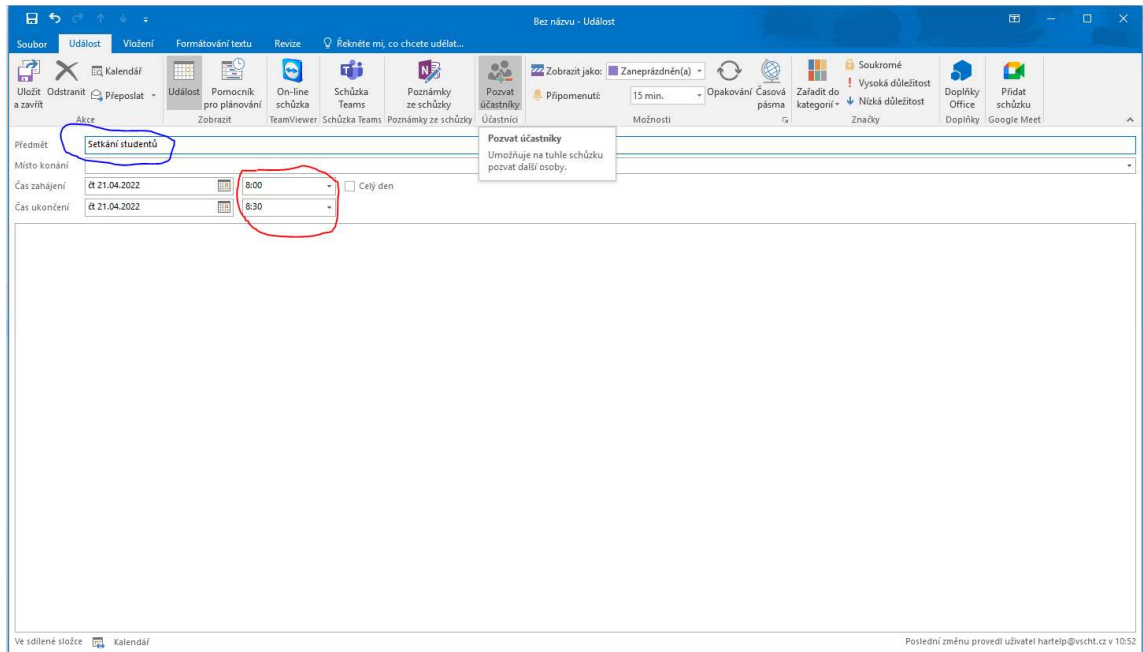 Bez názvu - Událost
Soubor Událost Vložení Formátování textu Revize Řekněte mi, co chcete udělat...
Uložit a zavřít
Odstranit
Kalendář
Přeposlat
Akce
Událost
Pomocník pro plánování
Zobrazit
On-line schůzka
TeamViewer
Schůzka Teams
Schůzka Teams
Poznámky ze schůzky
Poznámky ze schůzky
Pozvat účastníky
Účastníci
Zobrazit jako: Zaneprázdněn(a)
Připomenutí: 15 min.
Opakování
Časová pásma
Možnosti
Zařadit do kategorií
Soukromé
Vysoká důležitost
Nízká důležitost
Značky
Doplňky Office
Doplňky
Přidat schůzku
Google Meet
Pozvat účastníky
Umožňuje na tuhle schůzku
pozvat další osoby.
Předmět Setkání studentů
Místo konání
Čas zahájení čt 21.04.2022 8:00 Celý den
Čas ukončení čt 21.04.2022 8:30
Ve sdílené složce Kalendář
Poslední změnu provedl uživatel hartelp@vscht.cz v 10:52